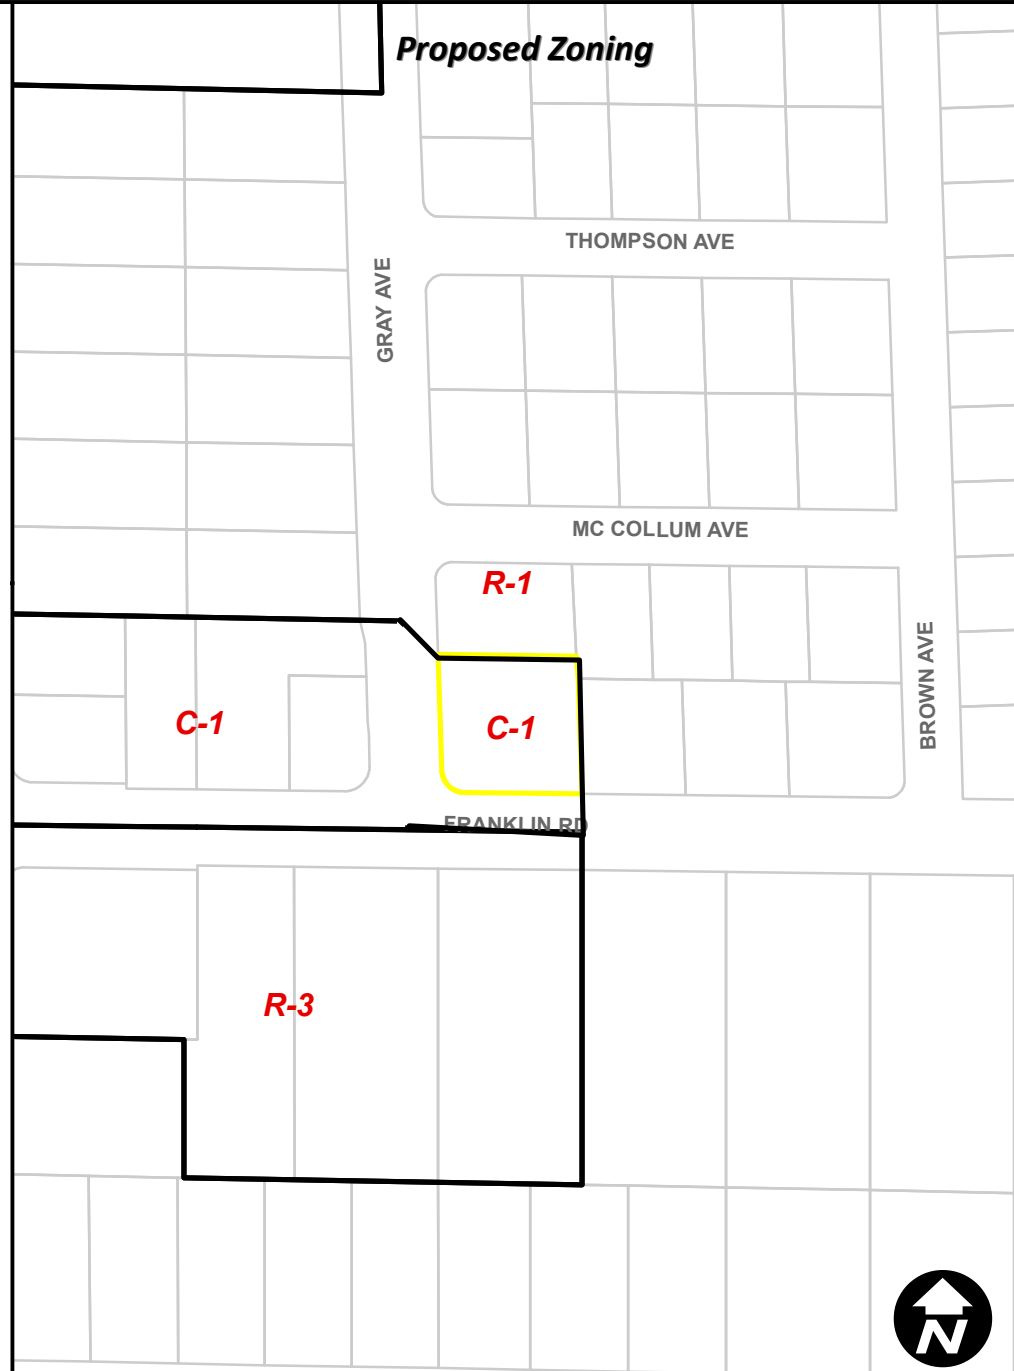 Proposed Zoning
THOMPSON AVE
GRAY AVE
MC COLLUM AVE
R-1
BROWN AVE
C-1
C-1
FRANKLIN RD
R-3
N